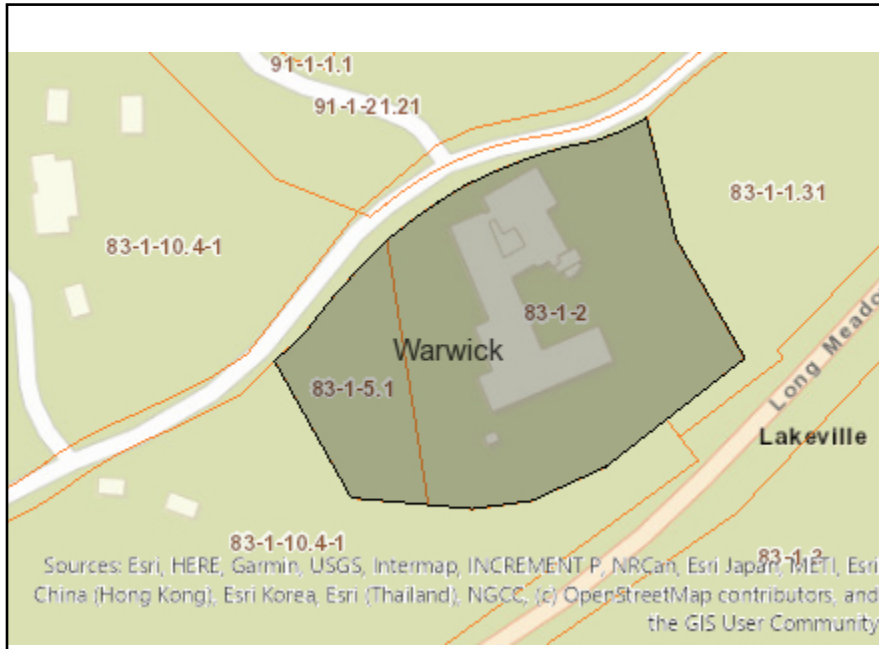 91-1-1.1
91-1-21.21
83-1-1.31
83-1-10.4-1
Long Meado
83-1-2
Warwick
83-1-5.1
Lakeville
83-1-10.4-1
83-1-3
Sources: Esri, HERE, Garmin, USGS, Intermap, INCREMENT P, NRCan, Esri Japan, METI, Esri
China (Hong Kong), Esri Korea, Esri (Thailand), NGCC, (c) OpenStreetMap contributors, and
the GIS User Community